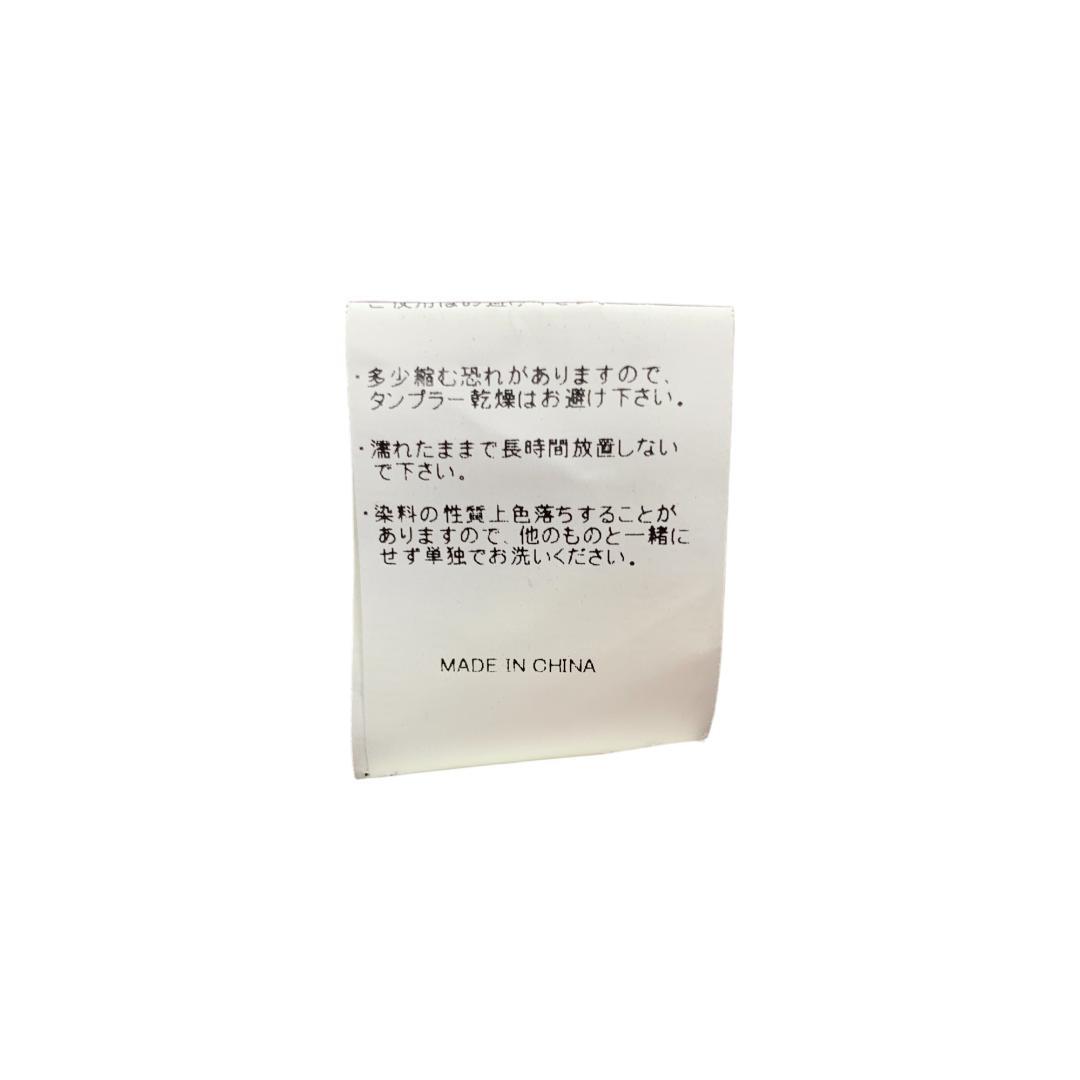 ・多少縮む恐れがありますので、
タンプラー乾燥はお避け下さい。
・濡れたままで長時間放置しない
で下さい。
・染料の性質上色落ちすることが
ありますので、他のものと一緒に
せず単独でお洗いください。
MADE IN CHINA